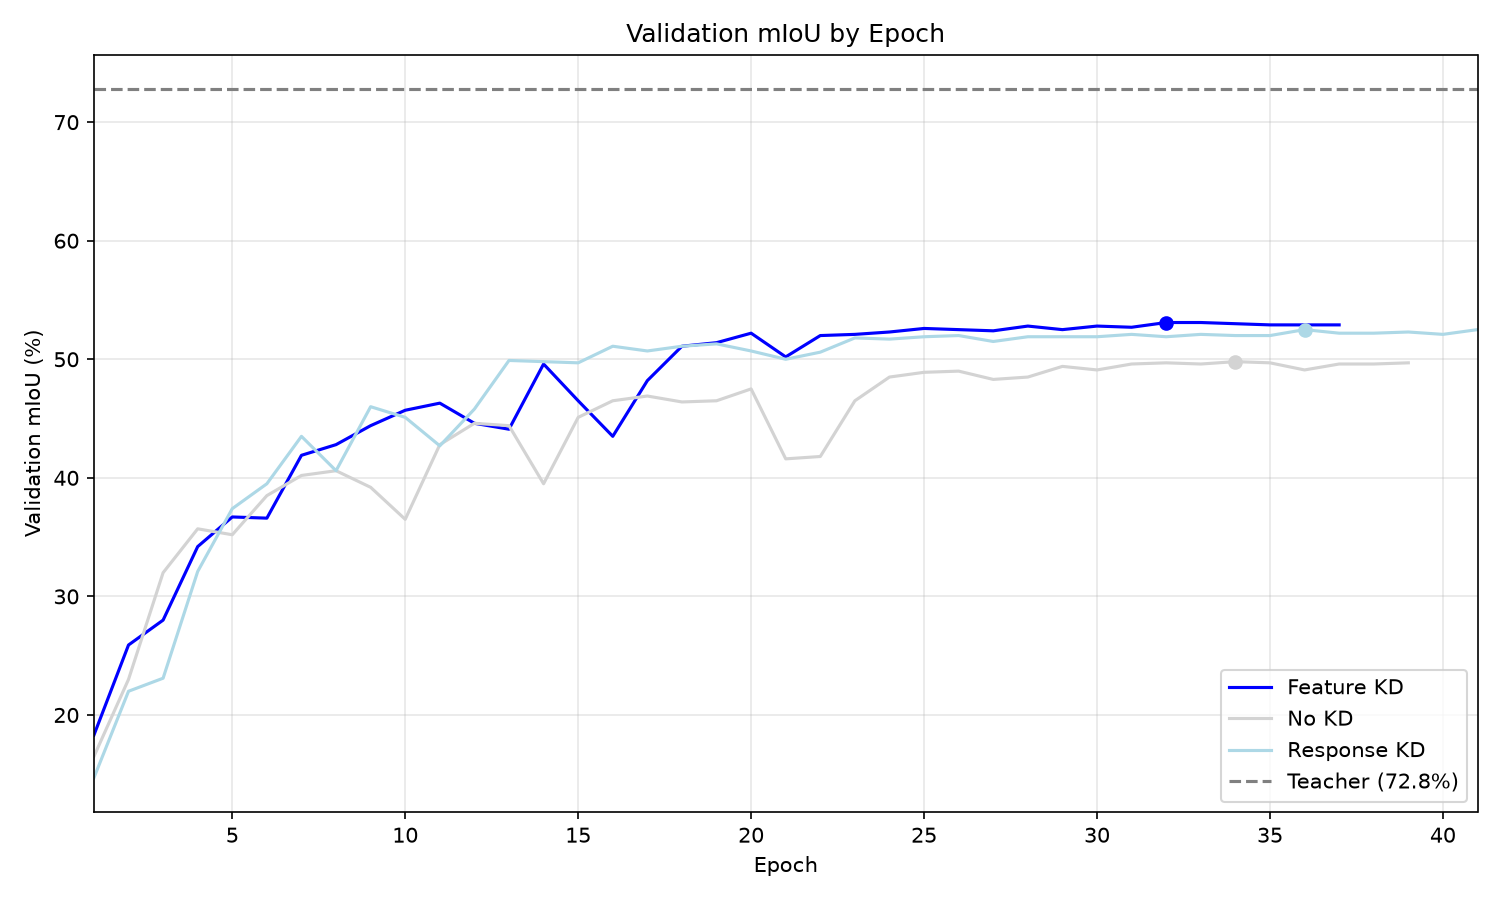 Validation mIoU by Epoch
Validation mIoU (%)
70
60
50
40
30
20
5 10 15 20 25 30 35 40
Epoch
Feature KD
No KD
Response KD
Teacher (72.8%)